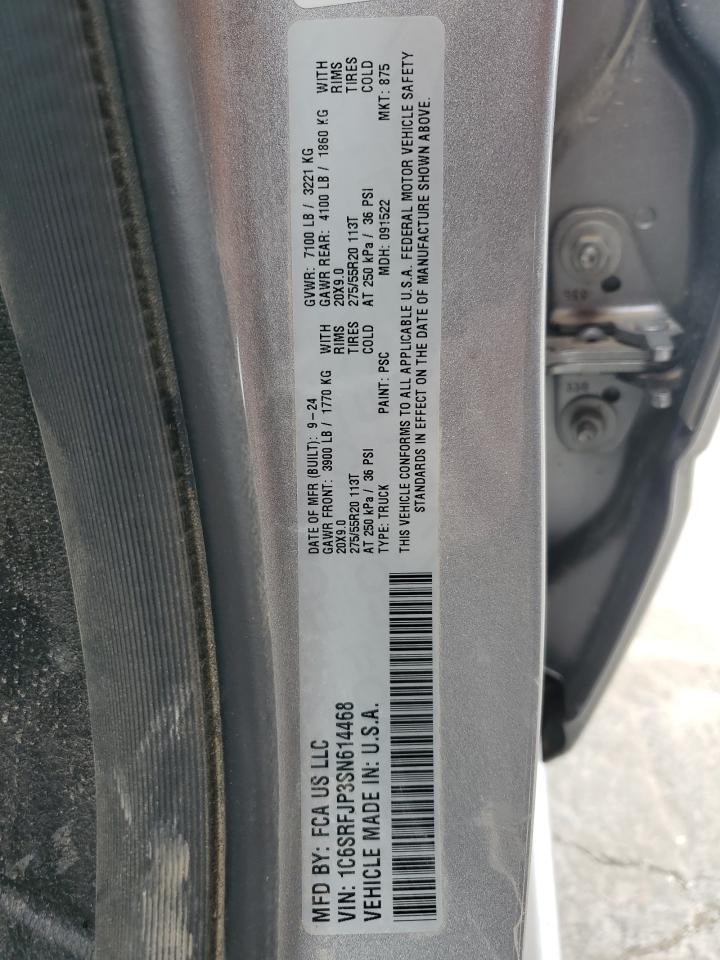 MFD BY: FCA US LLC
VIN: 1C6SRFJP3SN614468
VEHICLE MADE IN: U.S.A.
DATE OF MFR (BUILT): 9-24 GVWR: 7100 LB / 3221 KG
GAWR FRONT: 3900 LB / 1770 KG WITH GAWR REAR: 4100 LB / 1860 KG WITH
20X9.0 RIMS 20X9.0 RIMS
275/55R20 113T TIRES 275/55R20 113T TIRES
AT 250 kPa / 36 PSI COLD AT 250 kPa / 36 PSI COLD
TYPE: TRUCK PAINT: PSC MDH: 091522 MKT: 875
THIS VEHICLE CONFORMS TO ALL APPLICABLE U.S.A. FEDERAL MOTOR VEHICLE SAFETY
STANDARDS IN EFFECT ON THE DATE OF MANUFACTURE SHOWN ABOVE.
330